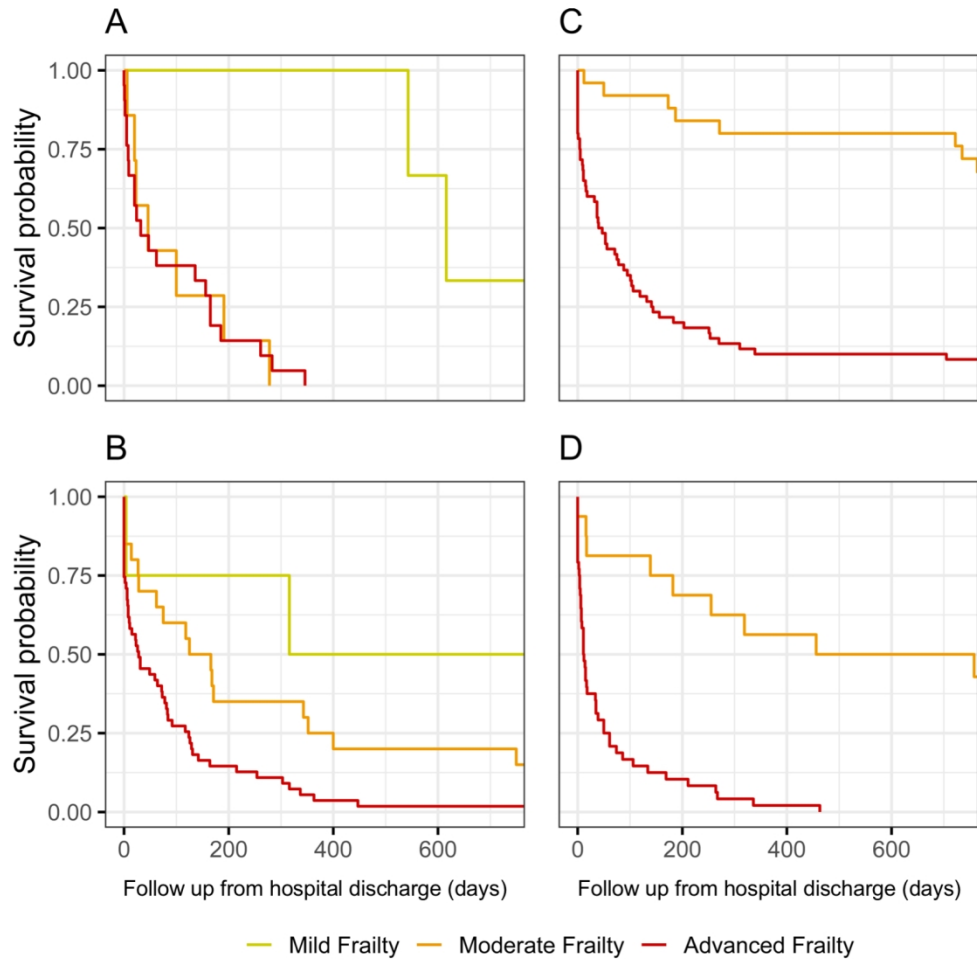 A
C
Survival probability
1.00
0.75
0.50
0.25
0.00
B
D
Survival probability
1.00
0.75
0.50
0.25
0.00
0 200 400 600
0 200 400 600
Follow up from hospital discharge (days)
Follow up from hospital discharge (days)
Mild Frailty Moderate Frailty Advanced Frailty